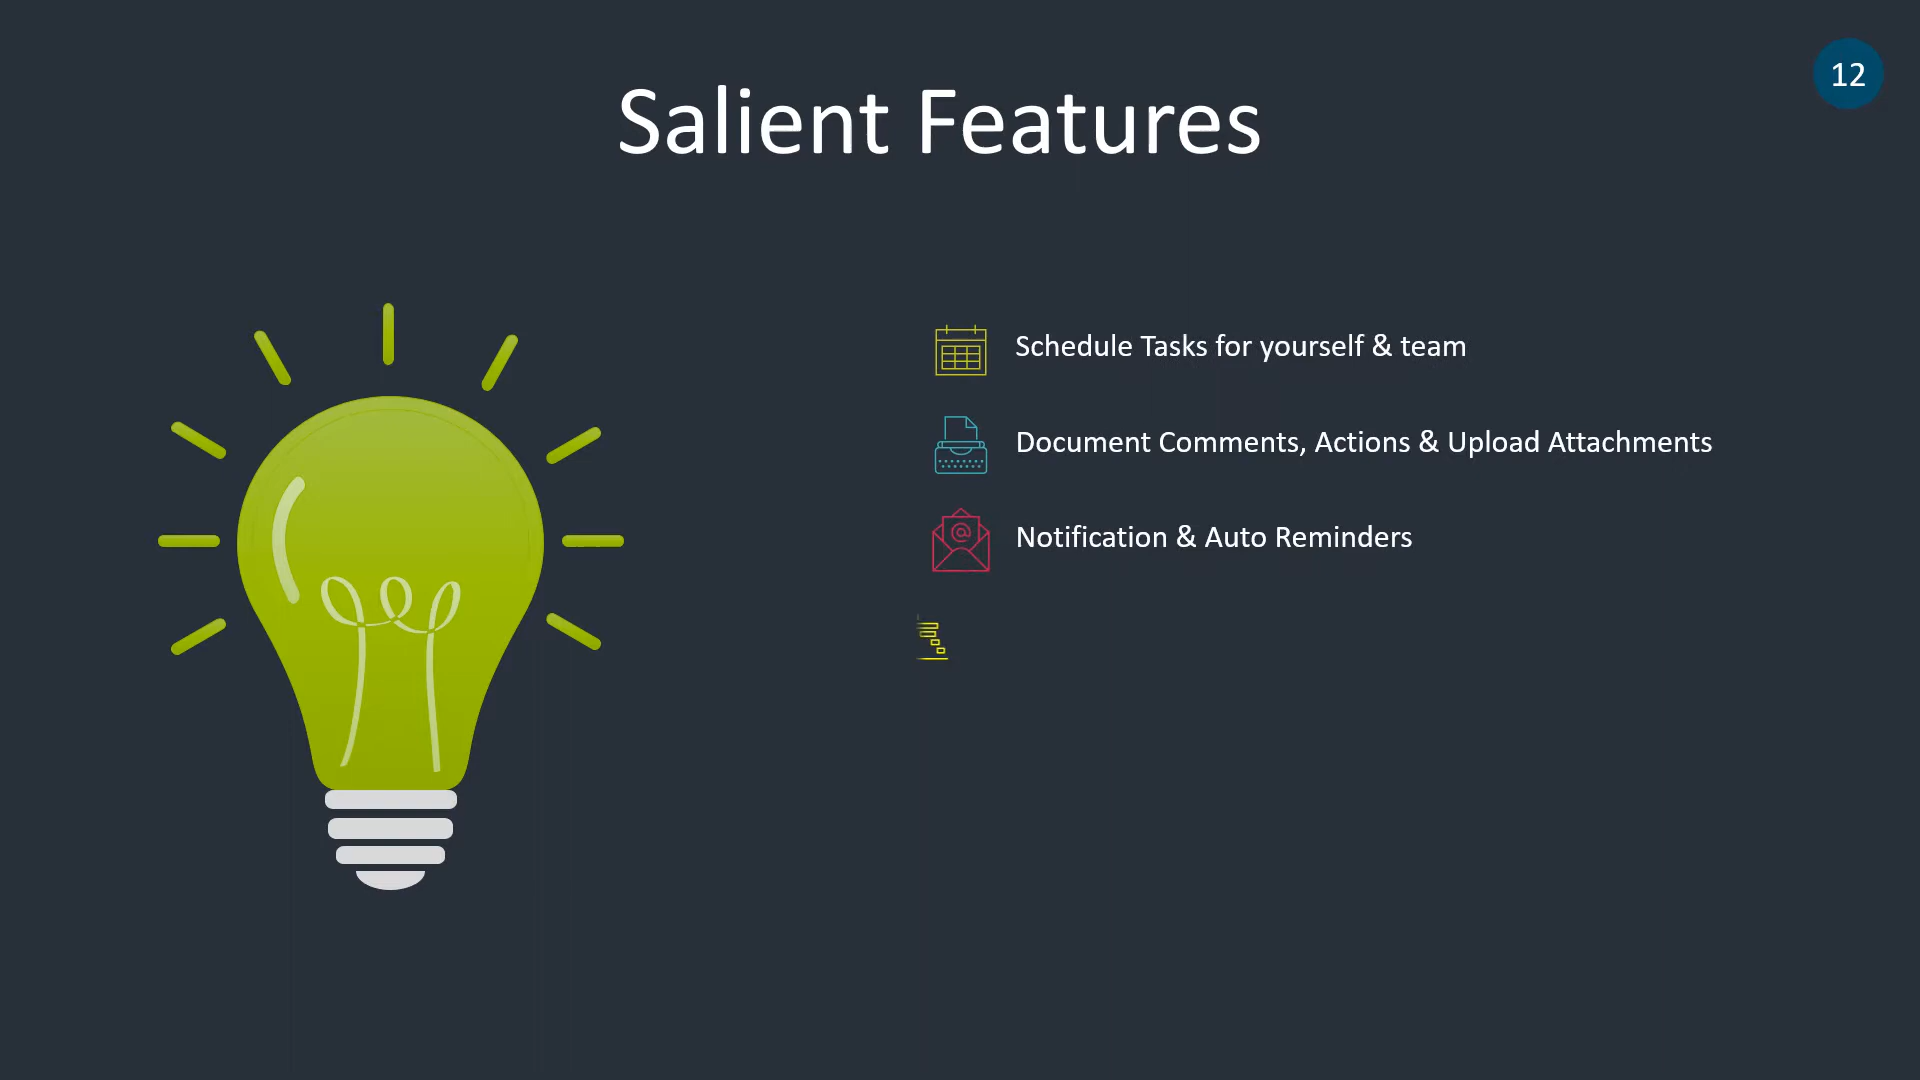 12
Salient Features
Schedule Tasks for yourself & team
Document Comments, Actions & Upload Attachments
@
Notification & Auto Reminders